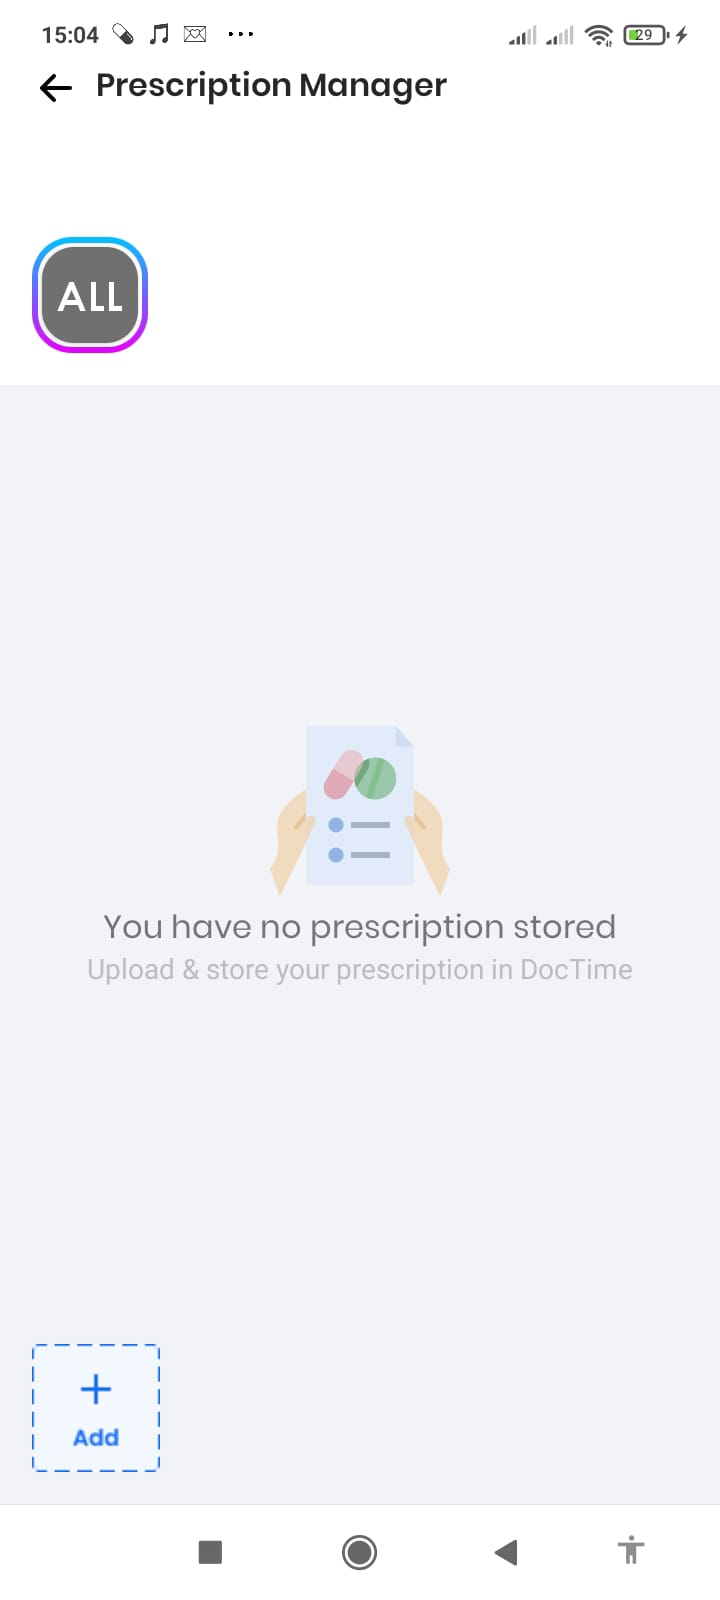 15:04
29
Prescription Manager
ALL
You have no prescription stored
Upload & store your prescription in DocTime
Add